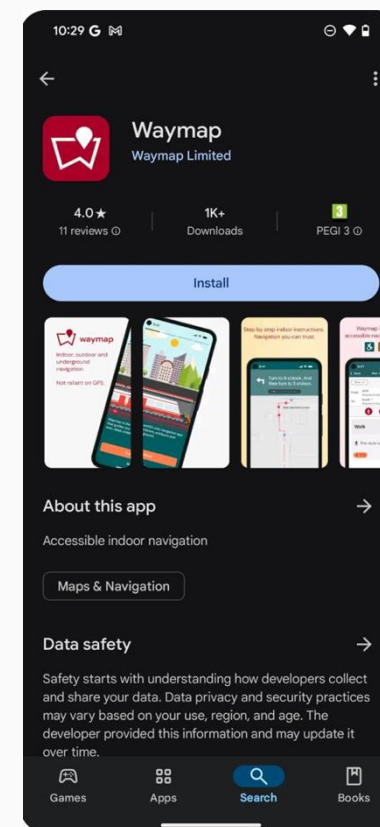 10:29 G
Waymap
Waymap Limited
4.0★
11 reviews
1K+
Downloads
3
PEGI 3
Install
waymap
Indoor, outdoor and
underground
navigation.
Not reliant on GPS.
Step by step indoor instructions.
Navigation you can trust.
Turn to 9 o'clock. And
then turn to 3 o'clock.
Walk
About this app
Accessible indoor navigation
Maps & Navigation
Data safety
Safety starts with understanding how developers collect
and share your data. Data privacy and security practices
may vary based on your use, region, and age. The
developer provided this information and may update it
over time.
Games
Apps
Search
Books